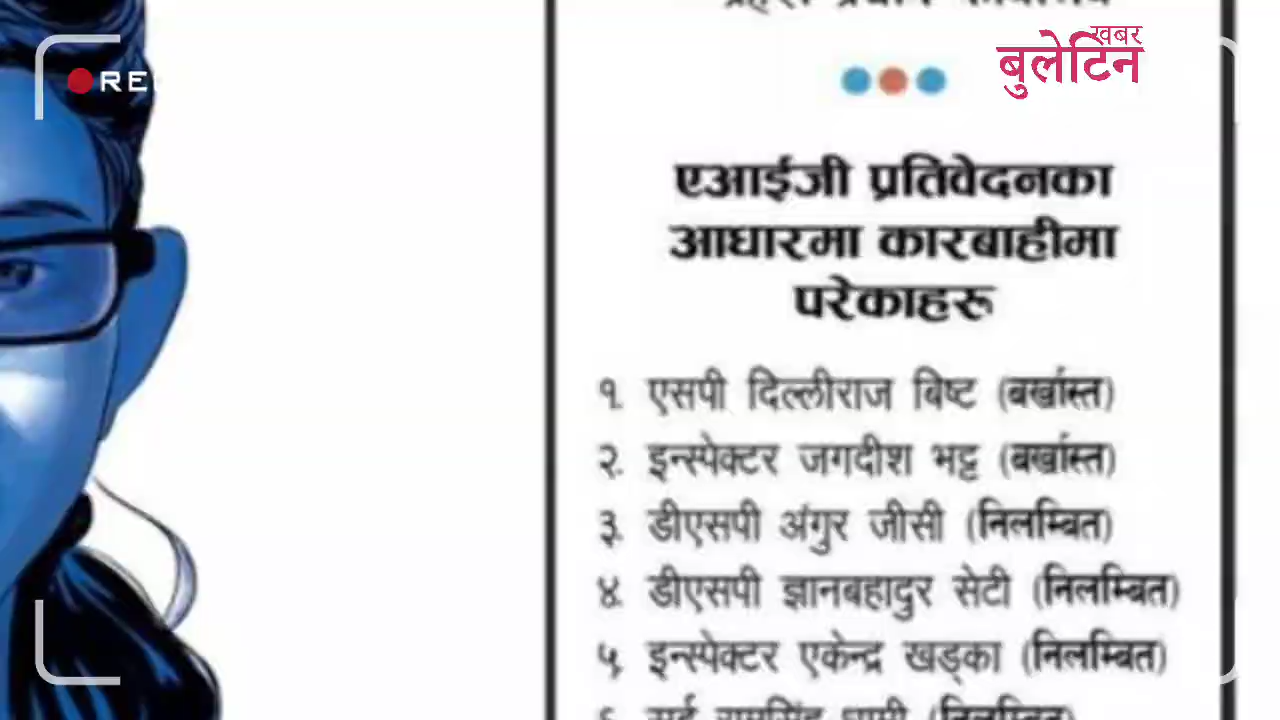 खबर
बुलेटिन
एआईजी प्रतिवेदनका
आधारमा कारबाहीमा
परेकाहरू
१. एसपी दिल्लीराज बिष्ट (बर्खास्त)
२. इन्स्पेक्टर जगदीश भट्ट (बर्खास्त)
३. डीएसपी अंगुर जीसी (निलम्बित)
४. डीएसपी ज्ञानबहादुर सेटी (निलम्बित)
५. इन्स्पेक्टर एकेन्द्र खड्का (निलम्बित)